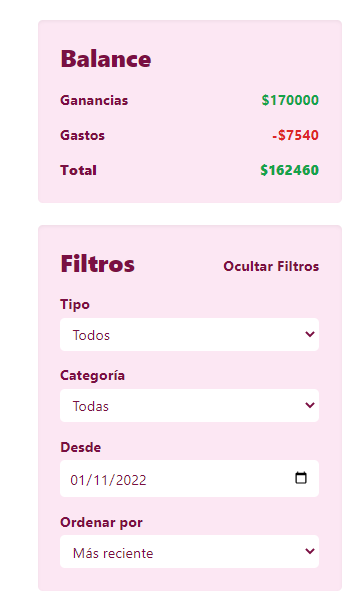 Balance
Ganancias $170000
Gastos -$7540
Total $162460
Filtros Ocultar Filtros
Tipo
Todos
Categoría
Todas
Desde
01/11/2022
Ordenar por
Más reciente